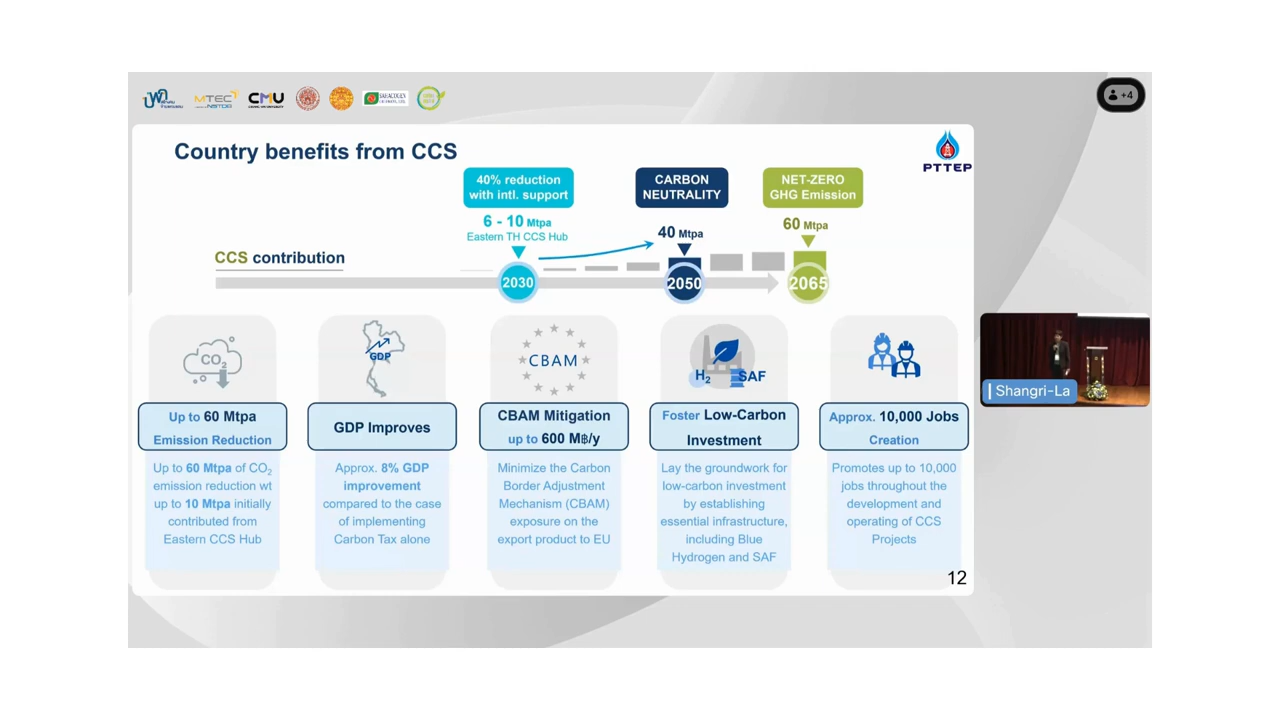 MTEC
NSTDA
CMU
+4
Country benefits from CCS
PTTEP
40% reduction
with intl. support
CARBON
NEUTRALITY
NET-ZERO
GHG Emission
6 - 10 Mtpa
Eastern TH CCS Hub
40 Mtpa
60 Mtpa
CCS contribution
2030
2050
2065
CO2
GDP
CBAM
H2
SAF
Up to 60 Mtpa
Emission Reduction
GDP Improves
CBAM Mitigation
up to 600 M฿/y
Foster Low-Carbon
Investment
Approx. 10,000 Jobs
Creation
Up to 60 Mtpa of CO2
emission reduction wt
up to 10 Mtpa initially
contributed from
Eastern CCS Hub
Approx. 8% GDP
improvement
compared to the case
of implementing
Carbon Tax alone
Minimize the Carbon
Border Adjustment
Mechanism (CBAM)
exposure on the
export product to EU
Lay the groundwork for
low-carbon investment
by establishing
essential infrastructure,
including Blue
Hydrogen and SAF
Promotes up to 10,000
jobs throughout the
development and
operating of CCS
Projects
12
Shangri-La